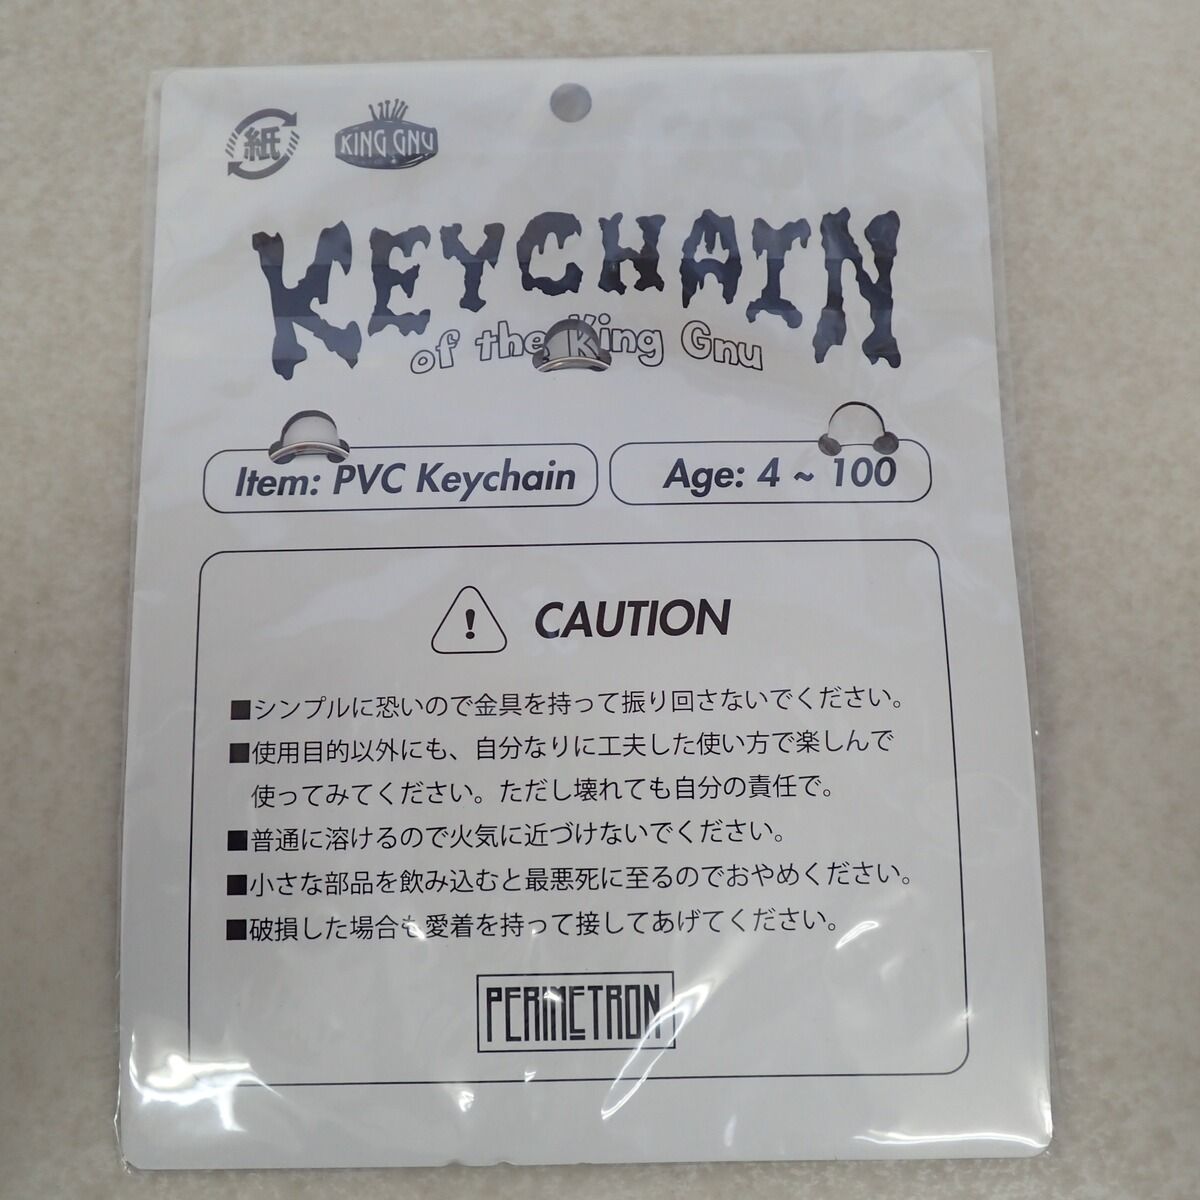 紙
KING GNU
KEYCHAIN
of the King Gnu
Item: PVC Keychain
Age: 4 ~ 100
! CAUTION
■シンプルに恐いので金具を持って振り回さないでください。
■使用目的以外にも、自分なりに工夫した使い方で楽しんで
使ってみてください。ただし壊れても自分の責任で。
■普通に溶けるので火気に近づけないでください。
■小さな部品を飲み込むと最悪死に至るのでおやめください。
■破損した場合も愛着を持って接してあげてください。
PERIMETRON